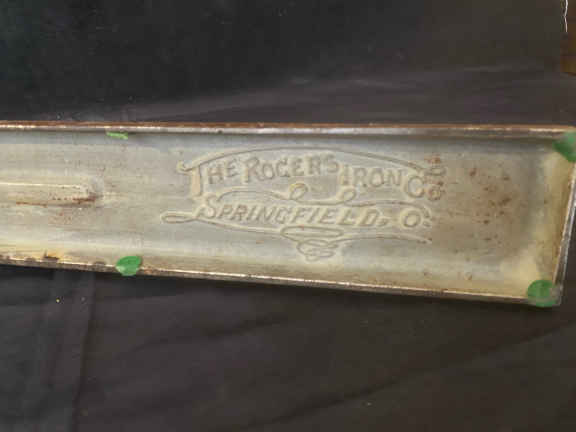 THE ROGERS IRON CO
SPRINGFIELD, O.